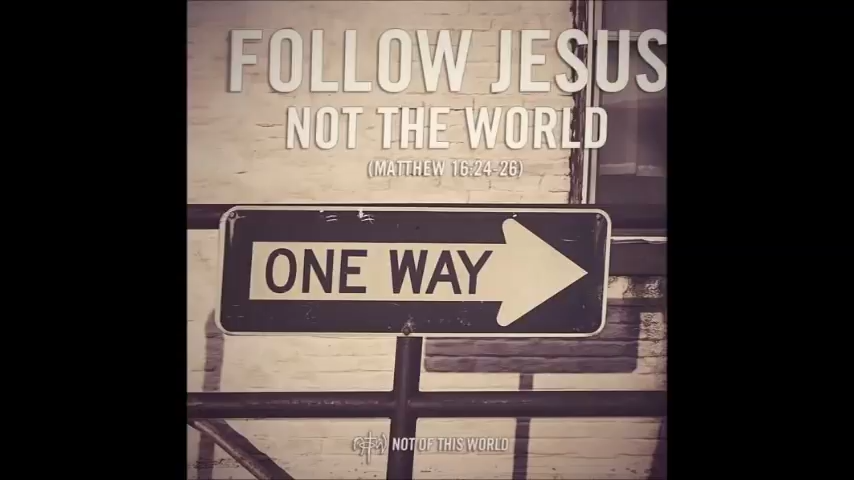 FOLLOW JESUS
NOT THE WORLD
(MATTHEW 16:24-26)
ONE WAY
NOT OF THIS WORLD